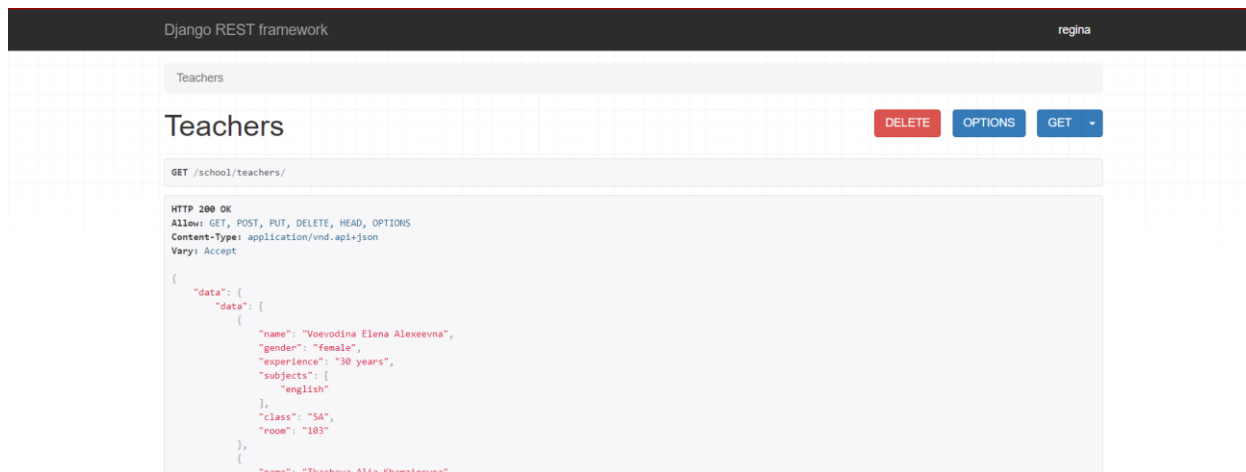 Django REST framework
regina
Teachers
Teachers
DELETE
OPTIONS
GET
GET /school/teachers/
HTTP 200 OK
Allow: GET, POST, PUT, DELETE, HEAD, OPTIONS
Content-Type: application/vnd.api+json
Vary: Accept
{
"data": {
"data": [
{
"name": "Voevodina Elena Alexeevna",
"gender": "female",
"experience": "30 years",
"subjects": [
"english"
],
"class": "5A",
"room": "103"
},
{
"name":